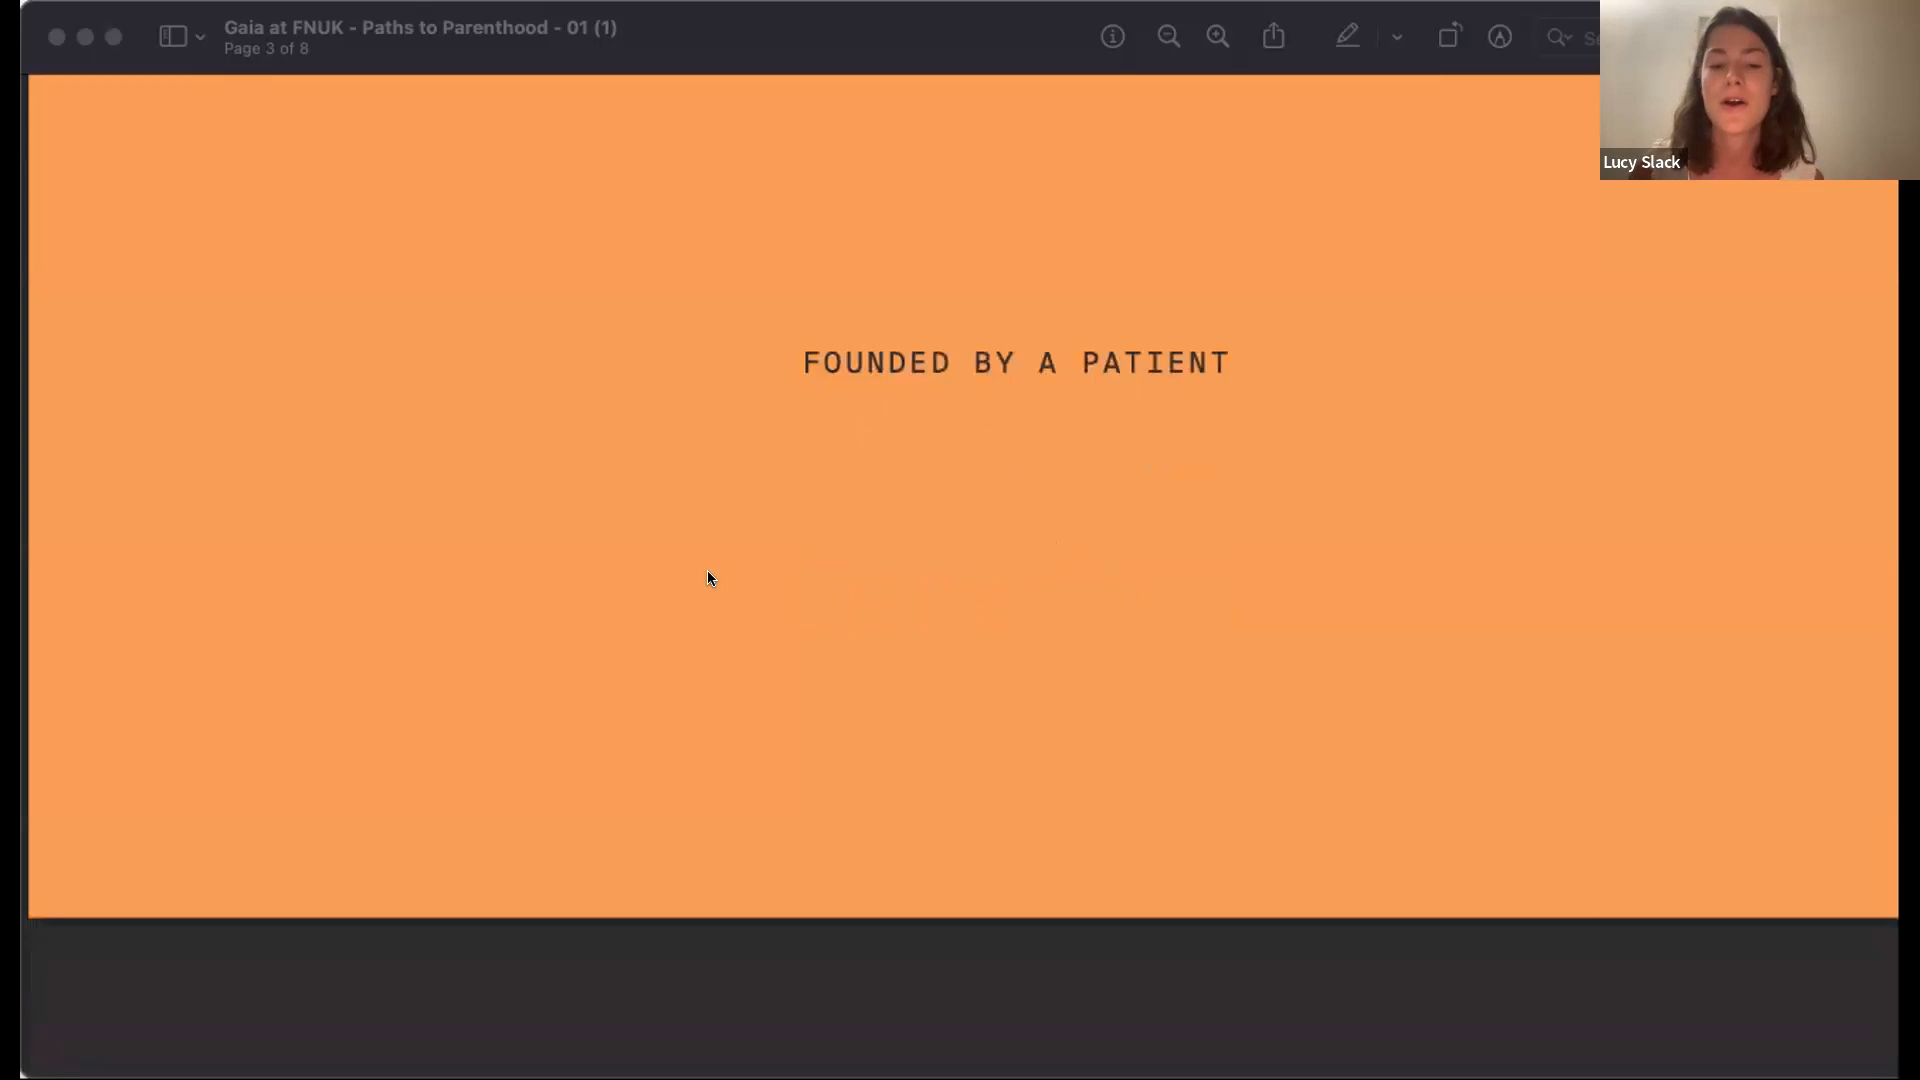 Gaia at FNUK - Paths to Parenthood - 01 (1)
Page 3 of 8
Lucy Slack
FOUNDED BY A PATIENT